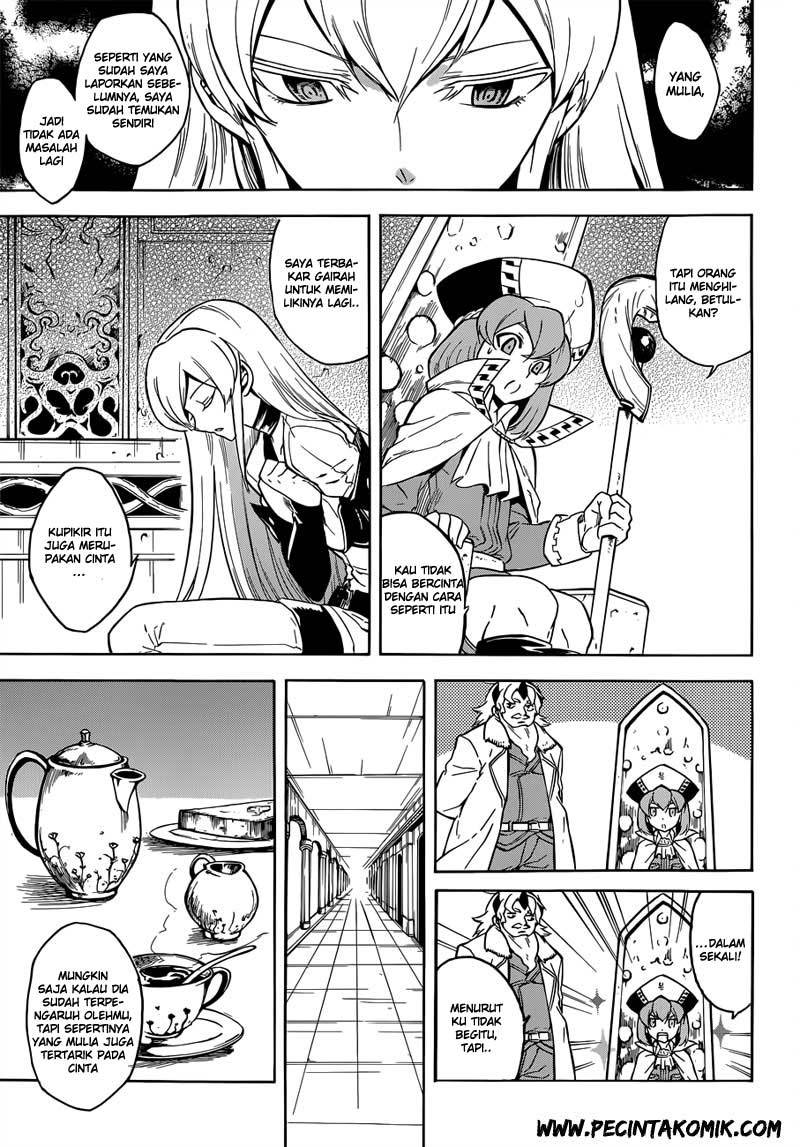 YANG
MULIA,
SEPERTI YANG
SUDAH SAYA
LAPORKAN SEBE-
LUMNYA, SAYA
SUDAH TEMUKAN
SENDIRI
JADI
TIDAK ADA
MASALAH
LAGI
TAPI ORANG
ITU MENGHI-
LANG, BETUL-
KAN?
KAU TIDAK
BISA BERCINTA
DENGAN CARA
SEPERTI ITU
SAYA TERBA-
KAR GAIRAH
UNTUK MEMI-
LIKINYA LAGI..
KUPIKIR ITU
JUGA MERU-
PAKAN CINTA
...
...DALAM
SEKALI!
MENURUT
KU TIDAK
BEGITU,
TAPI..
MUNGKIN
SAJA KALAU DIA
SUDAH TERPE-
NGARUH OLEHMU,
TAPI SEPERTINYA
YANG MULIA JUGA
TERTARIK PADA
CINTA
WWW.PECINTAKOMIK.COM